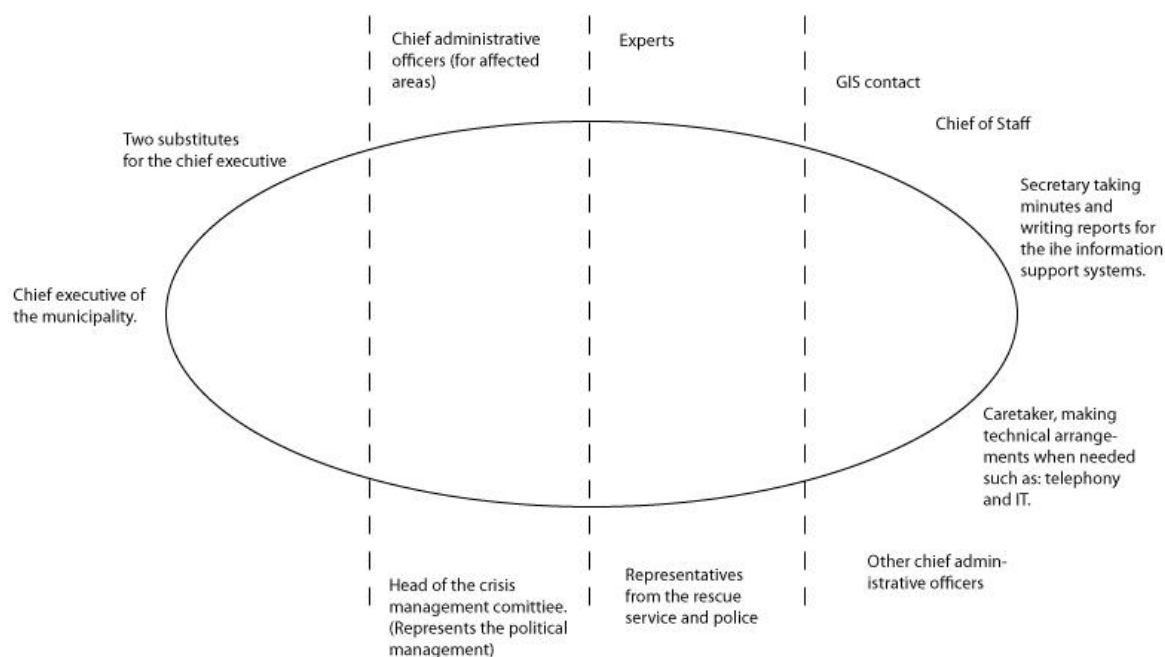 Chief administrative
officers (for affected
areas)
Experts
GIS contact
Chief of Staff
Two substitutes
for the chief executive
Secretary taking
minutes and
writing reports for
the ihe information
support systems.
Chief executive of
the municipality.
Caretaker, making
technical arrange-
ments when needed
such as: telephony
and IT.
Other chief admin-
istrative officers
Head of the crisis
management comittiee.
(Represents the political
management)
Representatives
from the rescue
service and police